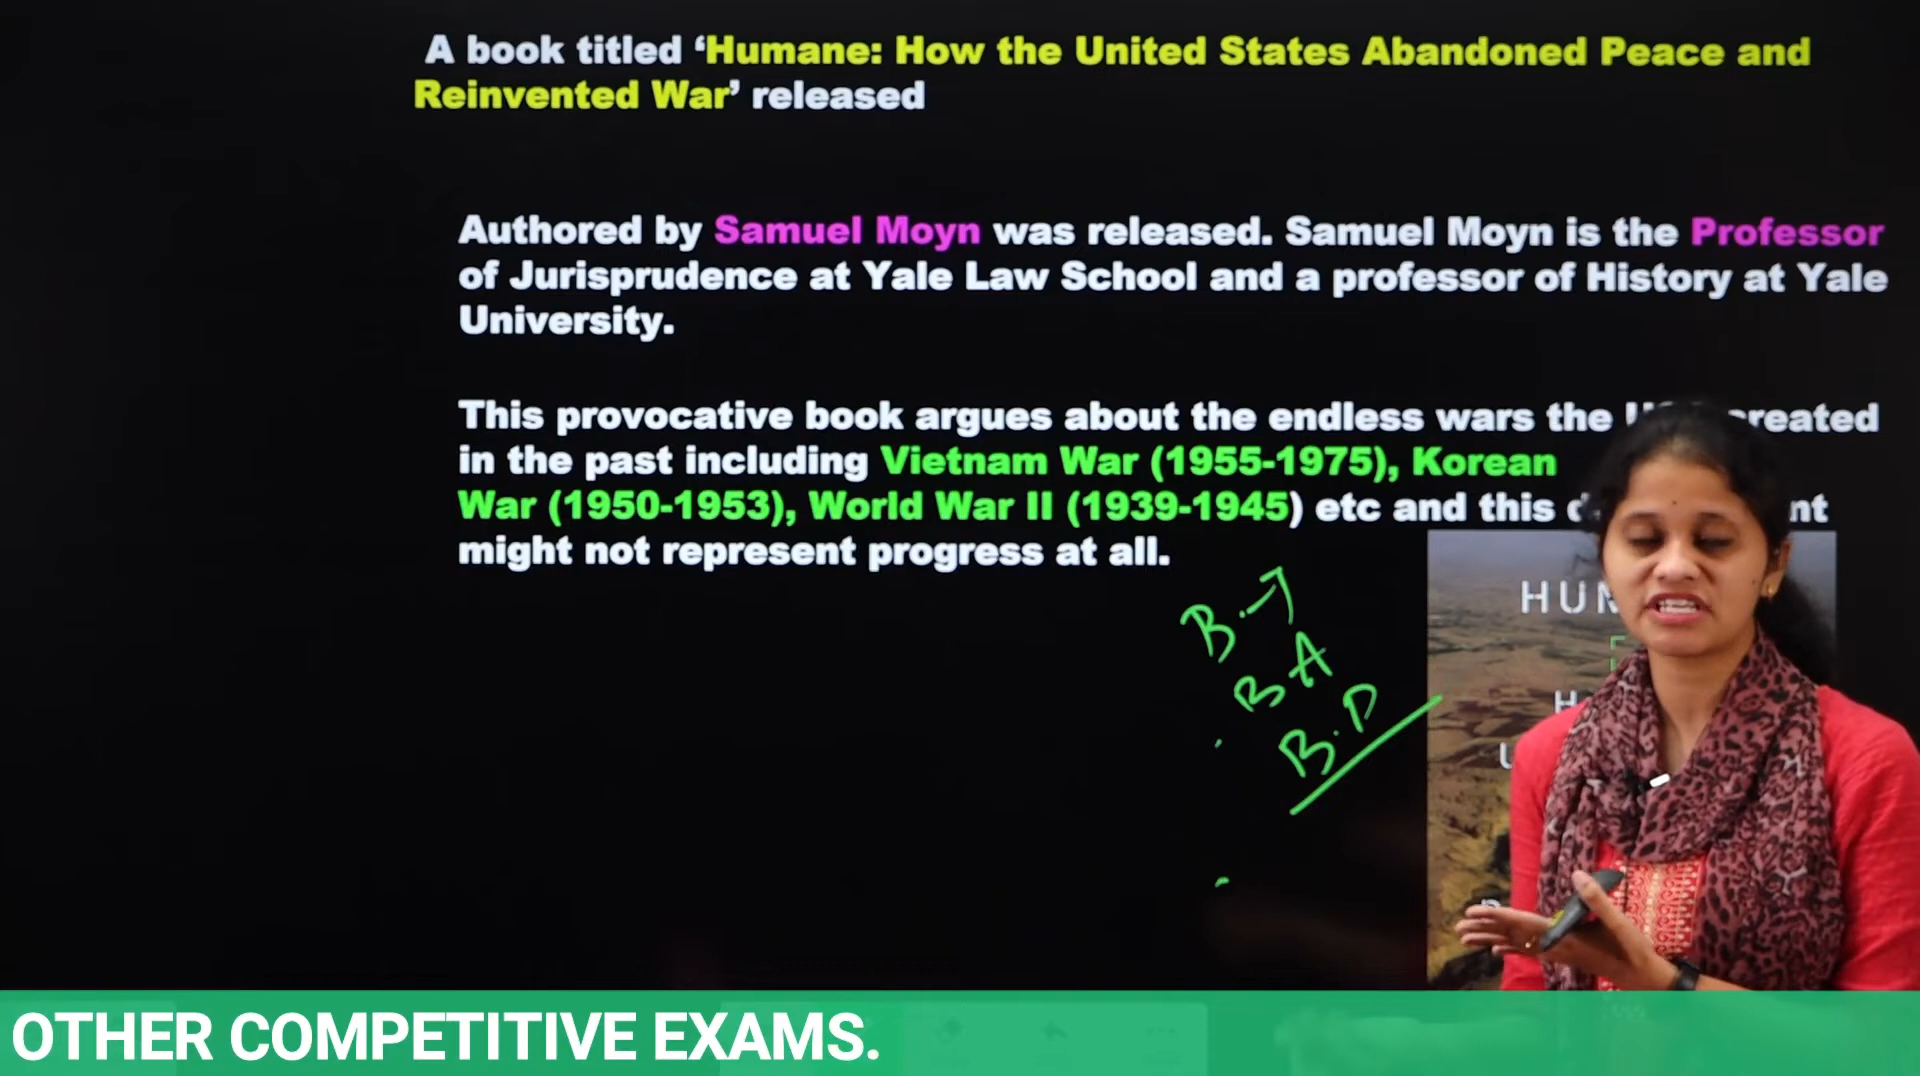 A book titled ‘Humane: How the United States Abandoned Peace and
Reinvented War’ released
Authored by Samuel Moyn was released. Samuel Moyn is the Professor
of Jurisprudence at Yale Law School and a professor of History at Yale
University.
This provocative book argues about the endless wars the
in the past including Vietnam War (1955-1975), Korean
War (1950-1953), World War II (1939-1945) etc and this
might not represent progress at all.
B.→
B A
B.D
OTHER COMPETITIVE EXAMS.